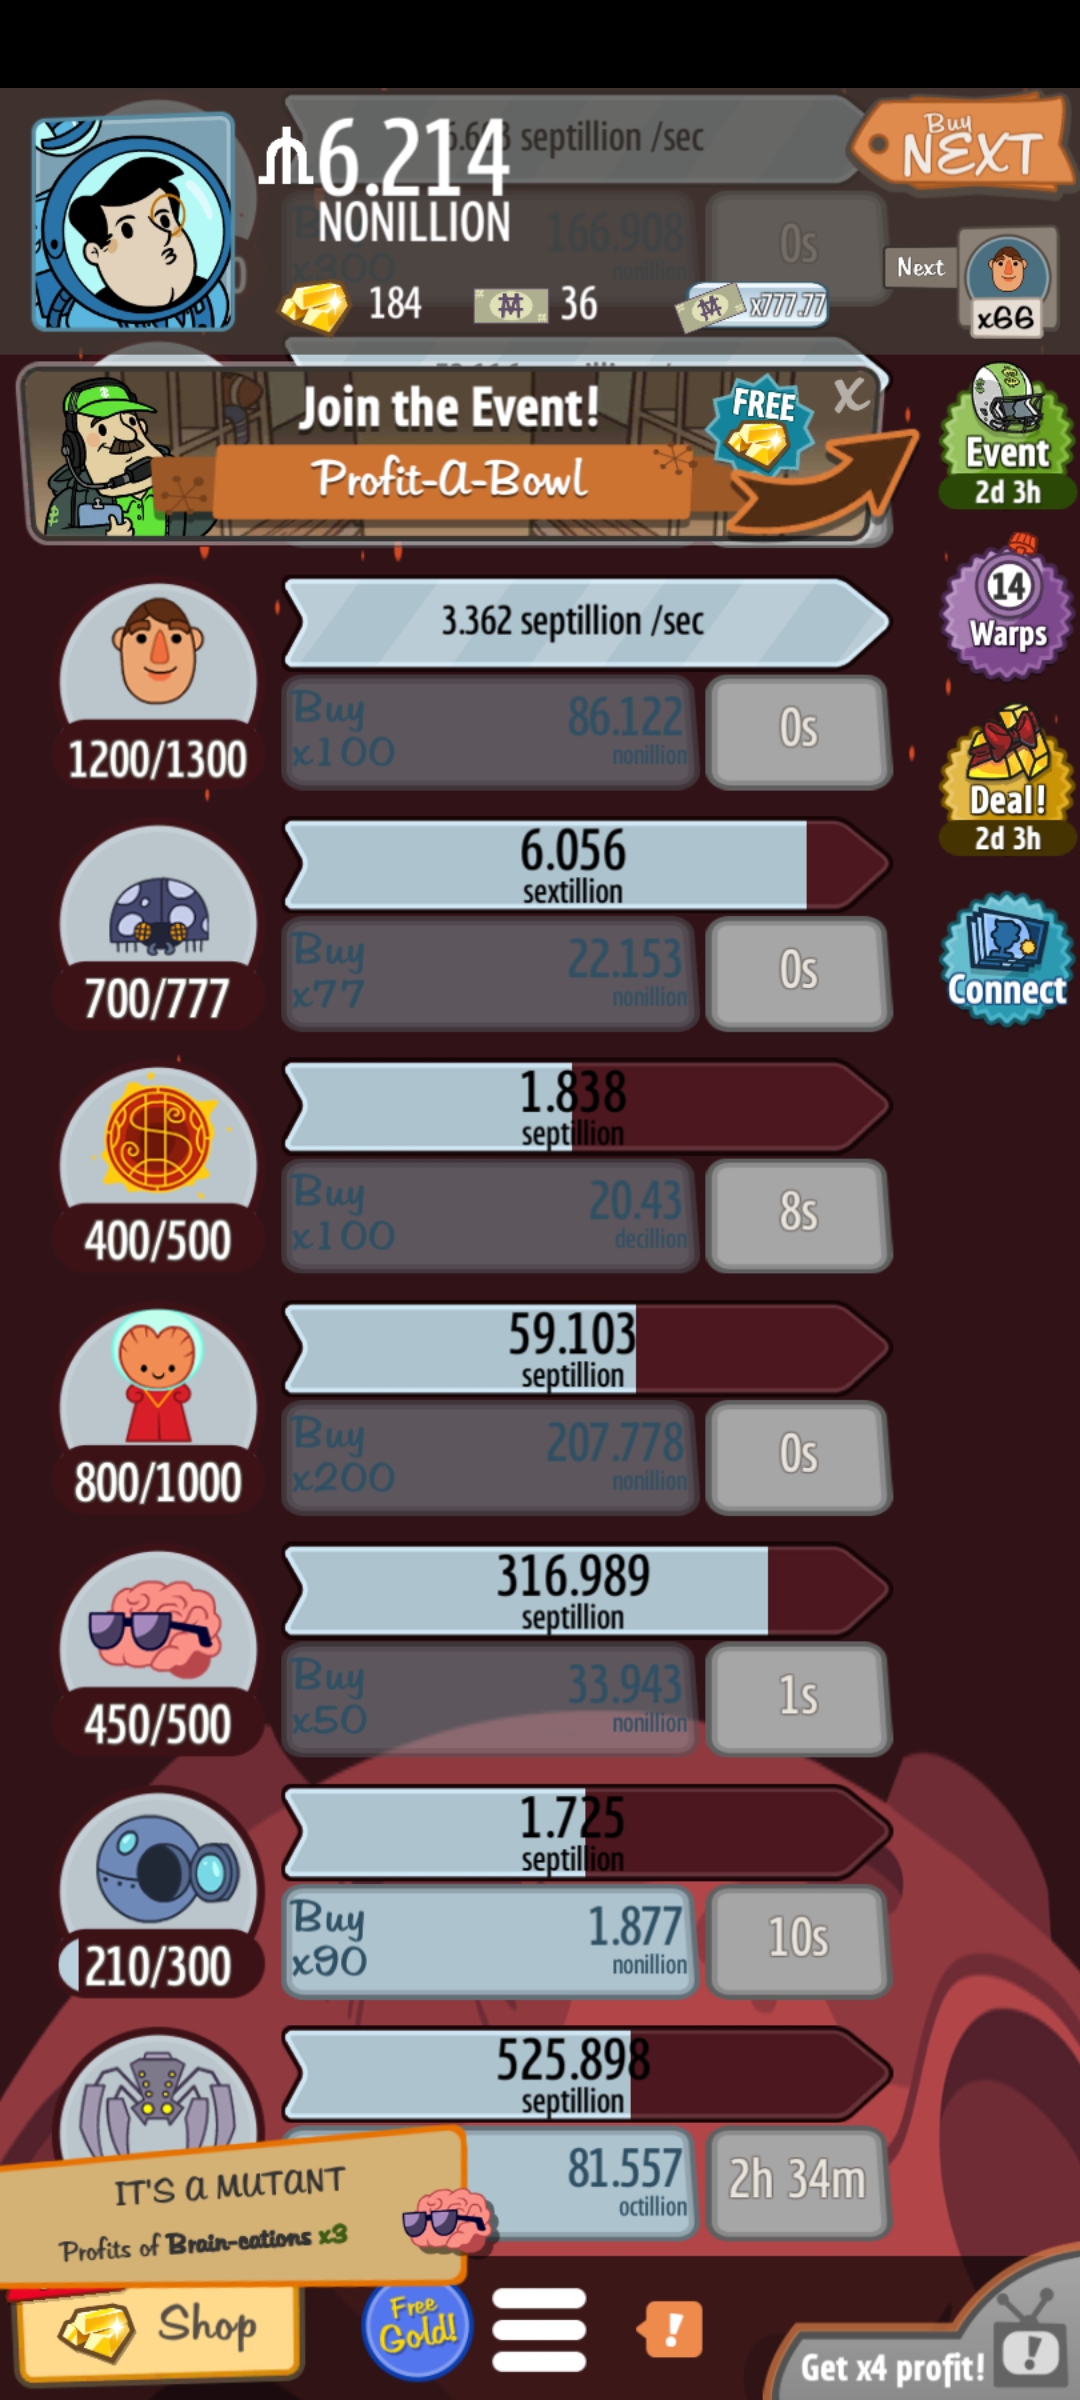 6.214
NONILLION
septillion /sec
Buy
NEXT
166.908
nonillion
x300
0s
184
36
x777.77
Next
x66
Join the Event!
Profit-A-Bowl
FREE
X
Event
2d 3h
3.362 septillion /sec
14
Warps
Buy
x100
86.122
nonillion
0s
1200/1300
Deal!
2d 3h
6.056
sextillion
Buy
x77
22.153
nonillion
0s
700/777
Connect
1.838
septillion
Buy
x100
20.43
decillion
8s
400/500
59.103
septillion
Buy
x200
207.778
nonillion
0s
800/1000
316.989
septillion
Buy
x50
33.943
nonillion
1s
450/500
1.725
septillion
Buy
x90
1.877
nonillion
10s
210/300
525.898
septillion
81.557
octillion
2h 34m
IT'S A MUTANT
Profits of Brain-cations x3
Shop
Free
Gold!
!
Get x4 profit!
!